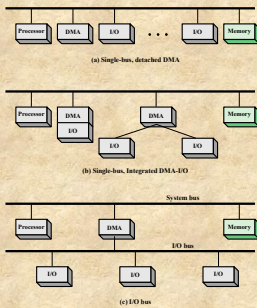 Processor DMA I/O I/O Memory
(a) Single-bus, detached DMA
Processor DMA DMA Memory
I/O
I/O I/O
(b) Single-bus, Integrated DMA-I/O
System bus
Processor DMA Memory
I/O bus
I/O I/O I/O
(c) I/O bus